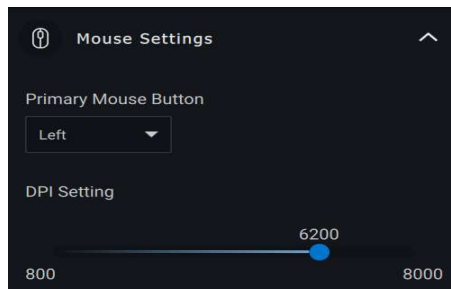 Mouse Settings
Primary Mouse Button
Left
DPI Setting
6200
800 8000